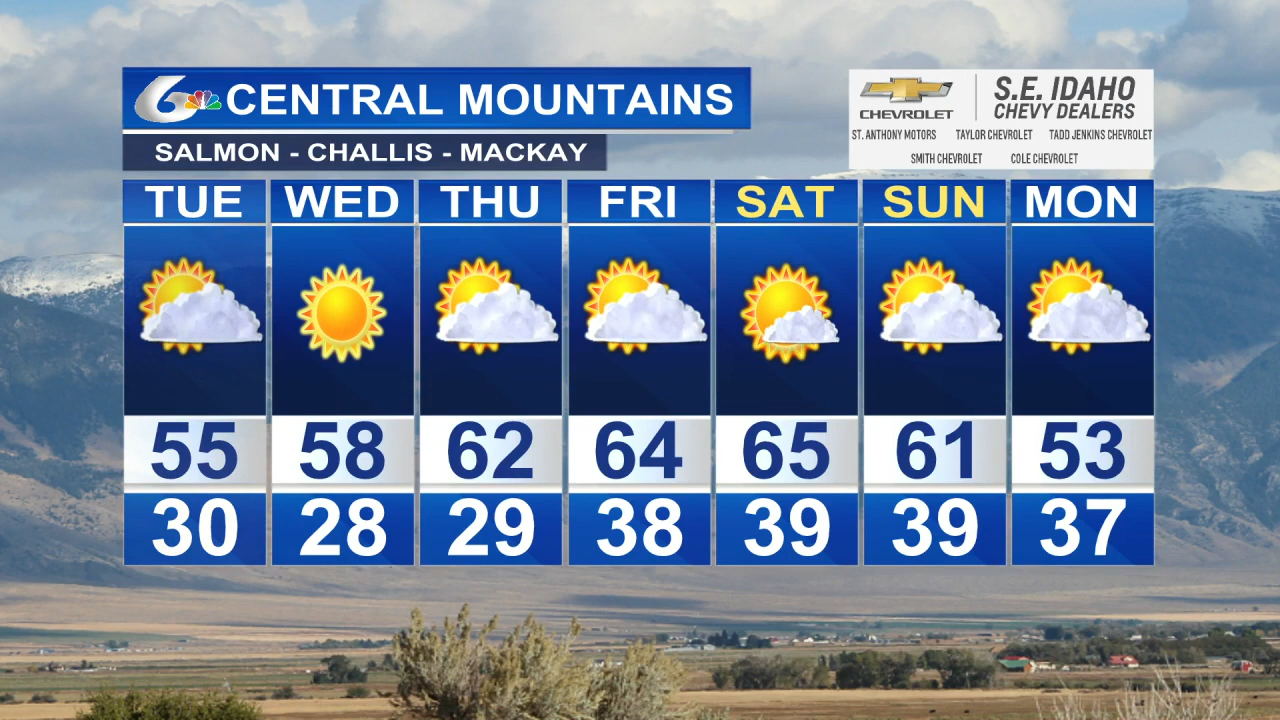 6 CENTRAL MOUNTAINS
SALMON - CHALLIS - MACKAY
CHEVROLET
S.E. IDAHO
CHEVY DEALERS
ST. ANTHONY MOTORS TAYLOR CHEVROLET TADD JENKINS CHEVROLET
SMITH CHEVROLET COLE CHEVROLET
TUE WED THU FRI SAT SUN MON
55 58 62 64 65 61 53
30 28 29 38 39 39 37